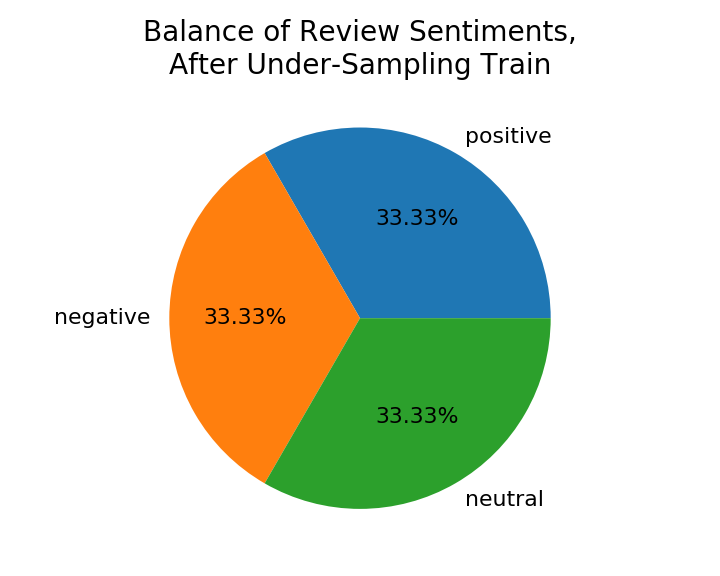 Balance of Review Sentiments,
After Under-Sampling Train
positive
33.33%
negative
33.33%
33.33%
neutral